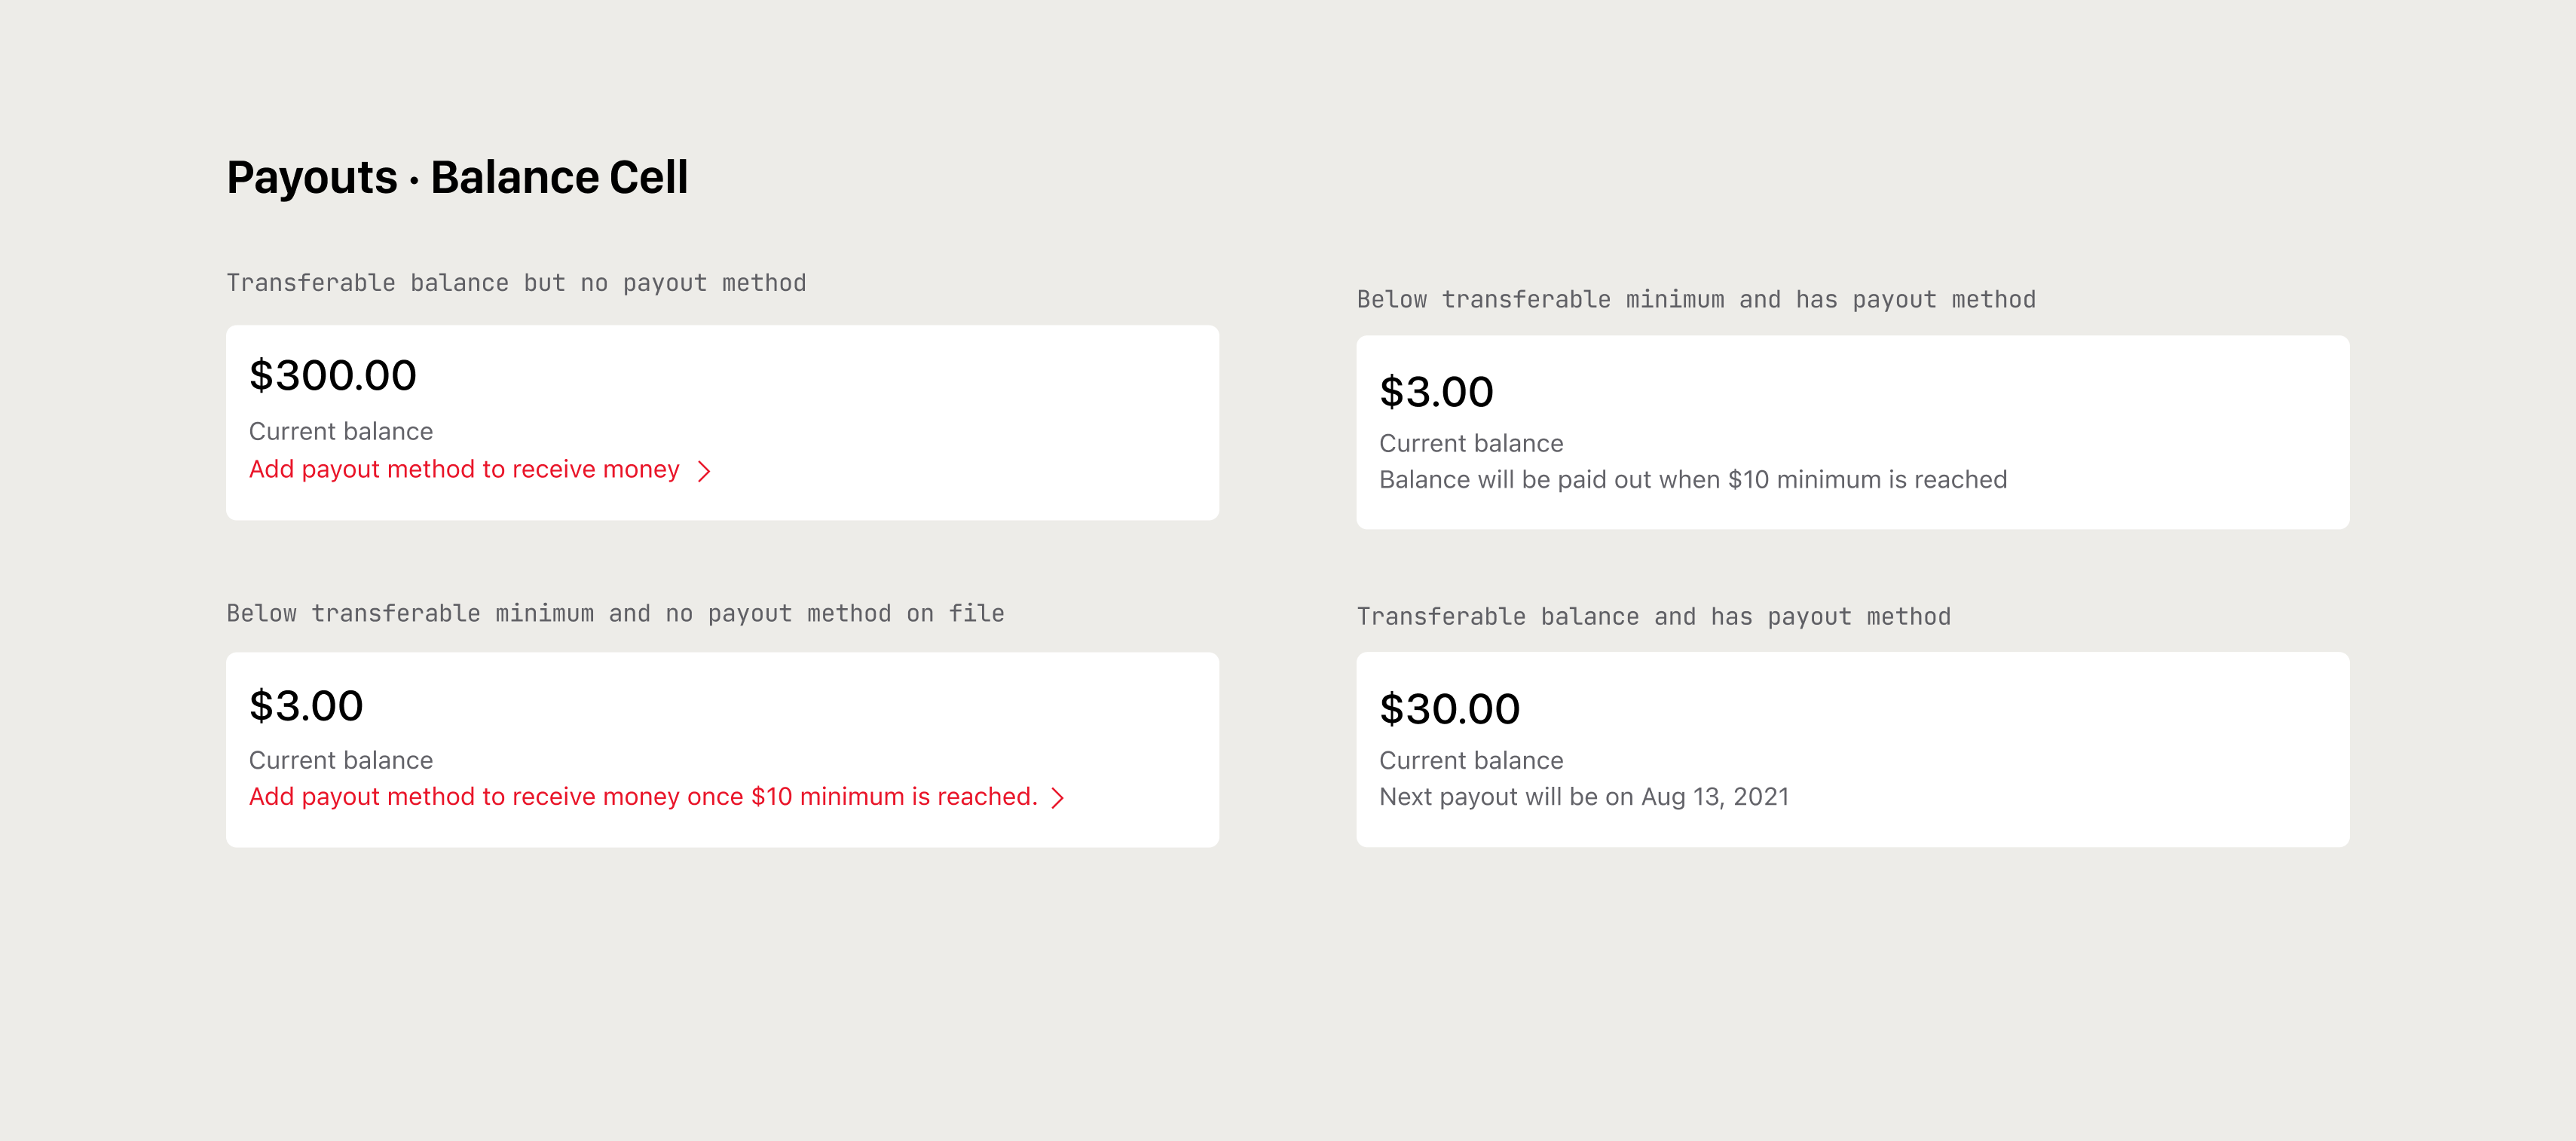 Payouts · Balance Cell
Transferable balance but no payout method
$300.00
Current balance
Add payout method to receive money
Below transferable minimum and has payout method
$3.00
Current balance
Balance will be paid out when $10 minimum is reached
Below transferable minimum and no payout method on file
$3.00
Current balance
Add payout method to receive money once $10 minimum is reached.
Transferable balance and has payout method
$30.00
Current balance
Next payout will be on Aug 13, 2021